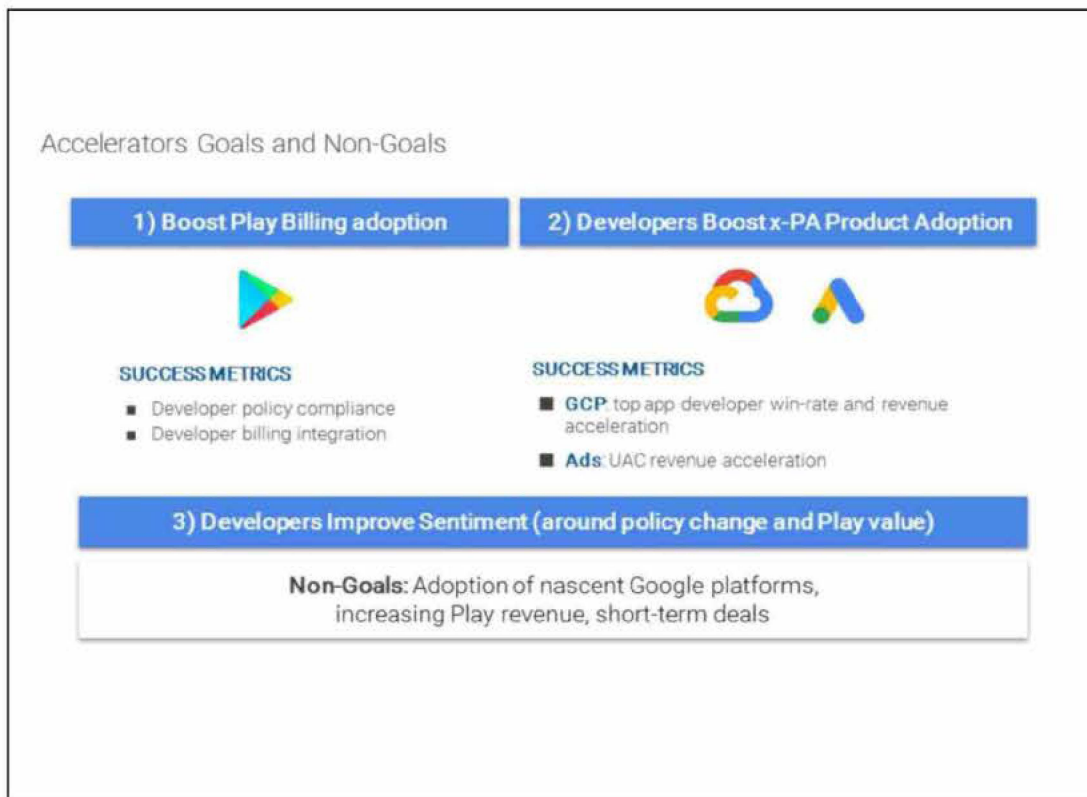 Accelerators Goals and Non-Goals
1) Boost Play Billing adoption
SUCCESS METRICS
■ Developer policy compliance
■ Developer billing integration
2) Developers Boost x-PA Product Adoption
SUCCESS METRICS
■ GCP: top app developer win-rate and revenue
acceleration
■ Ads: UAC revenue acceleration
3) Developers Improve Sentiment (around policy change and Play value)
Non-Goals: Adoption of nascent Google platforms,
increasing Play revenue, short-term deals